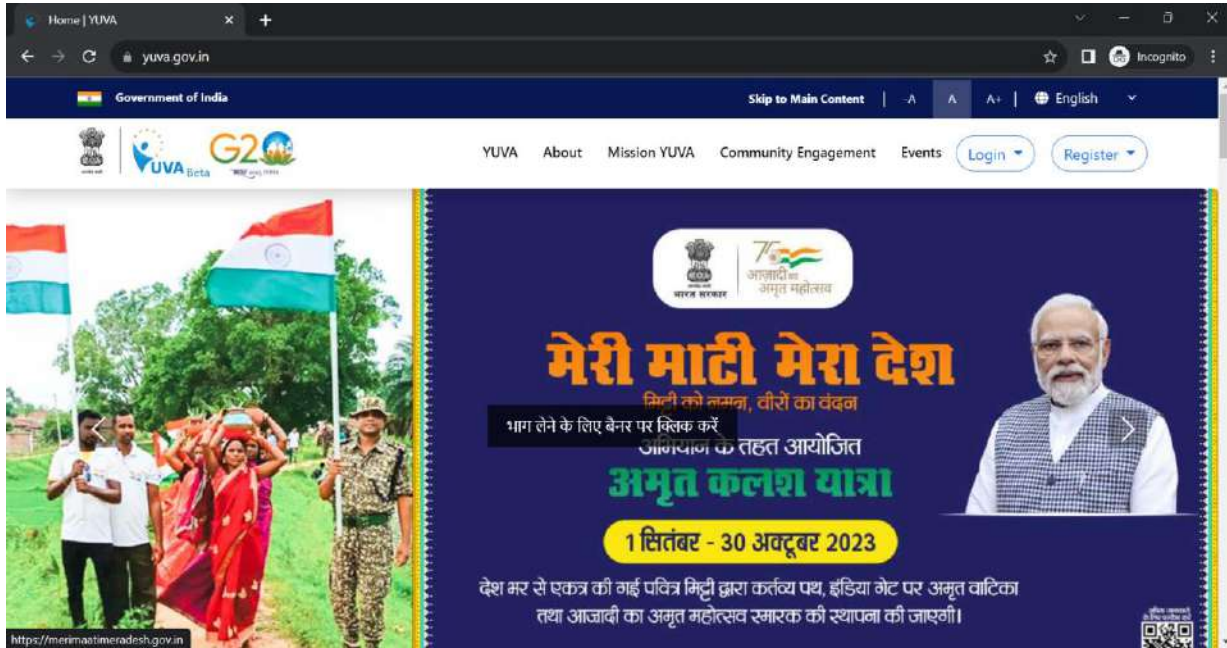 Home | YUVA
yuva.gov.in
Incognito
Government of India
Skip to Main Content | -A A A+ | English
YUVA Beta
G20
YUVA About Mission YUVA Community Engagement Events Login Register
भारत सरकार
आज़ादी का
अमृत महोत्सव
मेरी माटी मेरा देश
मिट्टी को नमन, वीरों का वंदन
भाग लेने के लिए बैनर पर क्लिक करें
अभियान के तहत आयोजित
अमृत कलश यात्रा
1 सितंबर - 30 अक्टूबर 2023
देश भर से एकत्र की गई पवित्र मिट्टी द्वारा कर्तव्य पथ, इंडिया गेट पर अमृत वाटिका
तथा आजादी का अमृत महोत्सव स्मारक की स्थापना की जाएगी।
https://merimaatimeradesh.gov.in